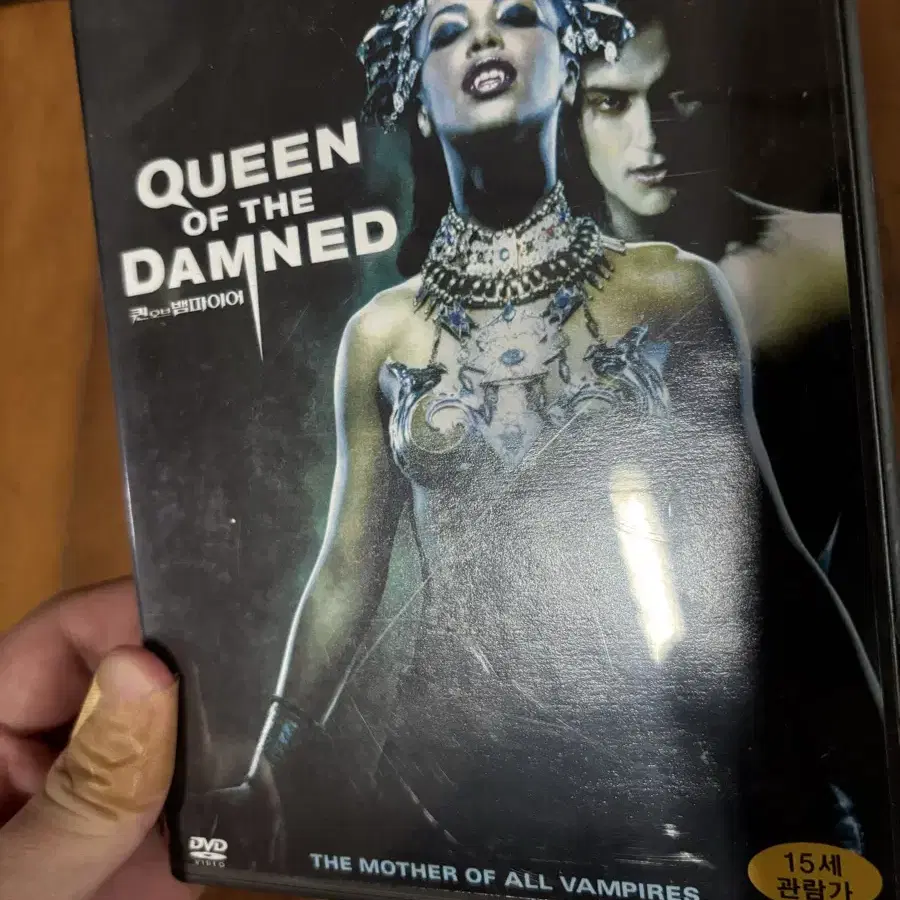 QUEEN
OF THE
DAMNED
퀸오브뱀파이어
DVD
VIDEO
THE MOTHER OF ALL VAMPIRES
15세
관람가